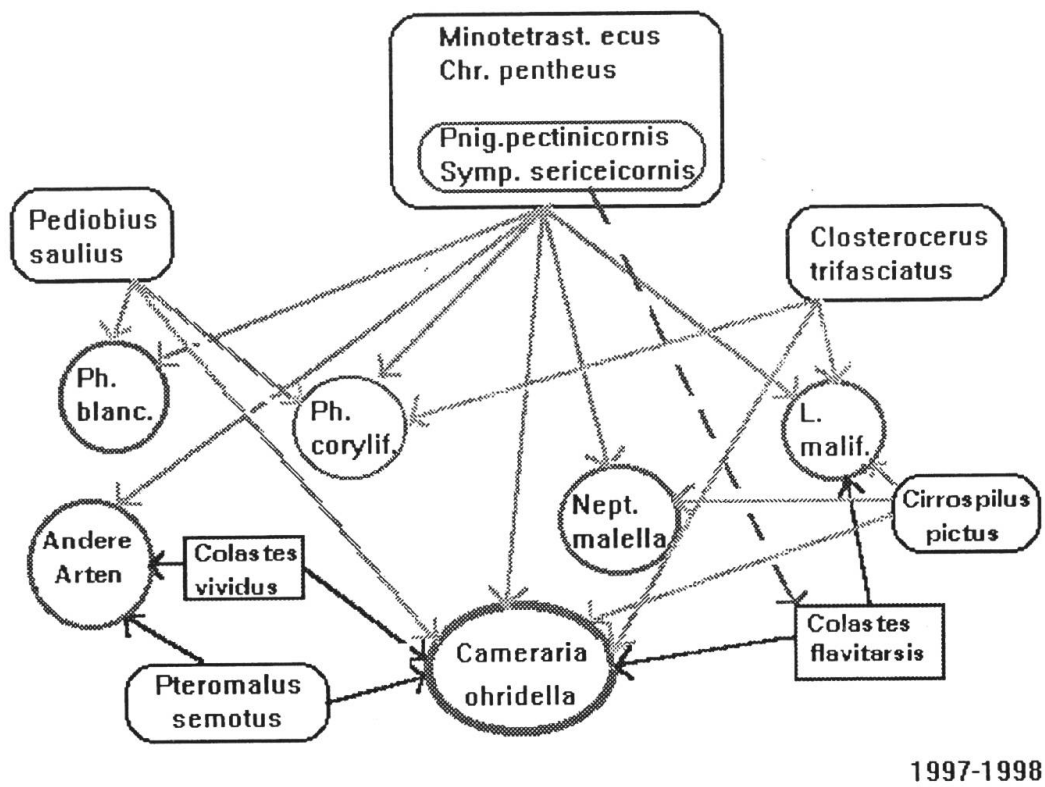 Minotetrast. ecus
Chr. pentheus
Pnig.pectinicornis
Symp. sericeicornis
Pediobius
saulius
Closterocerus
trifasciatus
Ph.
blanc.
Ph.
corylif.
L.
malif.
Nept.
malella
Cirrospilus
pictus
Andere
Arten
Colastes
vividus
Colastes
flavitarsis
Cameraria
ohridella
Pteromalus
semotus
1997-1998